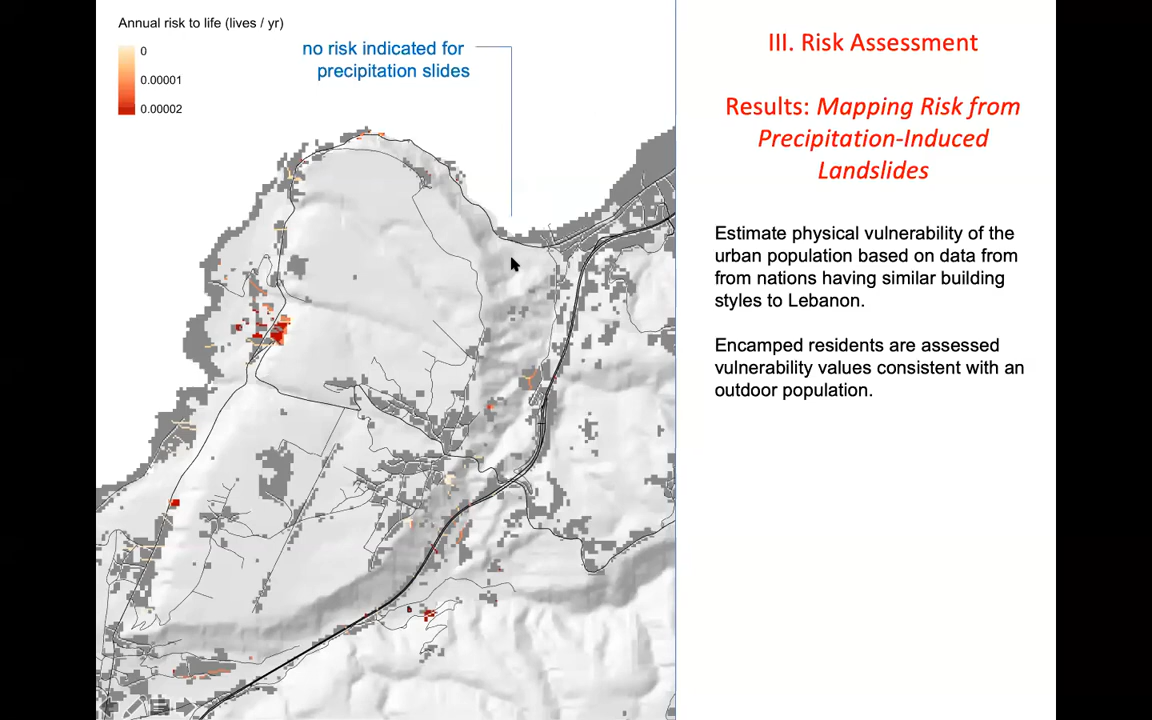 Annual risk to life (lives / yr)
0
0.00001
0.00002
no risk indicated for
precipitation slides
III. Risk Assessment
Results: Mapping Risk from
Precipitation-Induced
Landslides
Estimate physical vulnerability of the
urban population based on data from
from nations having similar building
styles to Lebanon.
Encamped residents are assessed
vulnerability values consistent with an
outdoor population.